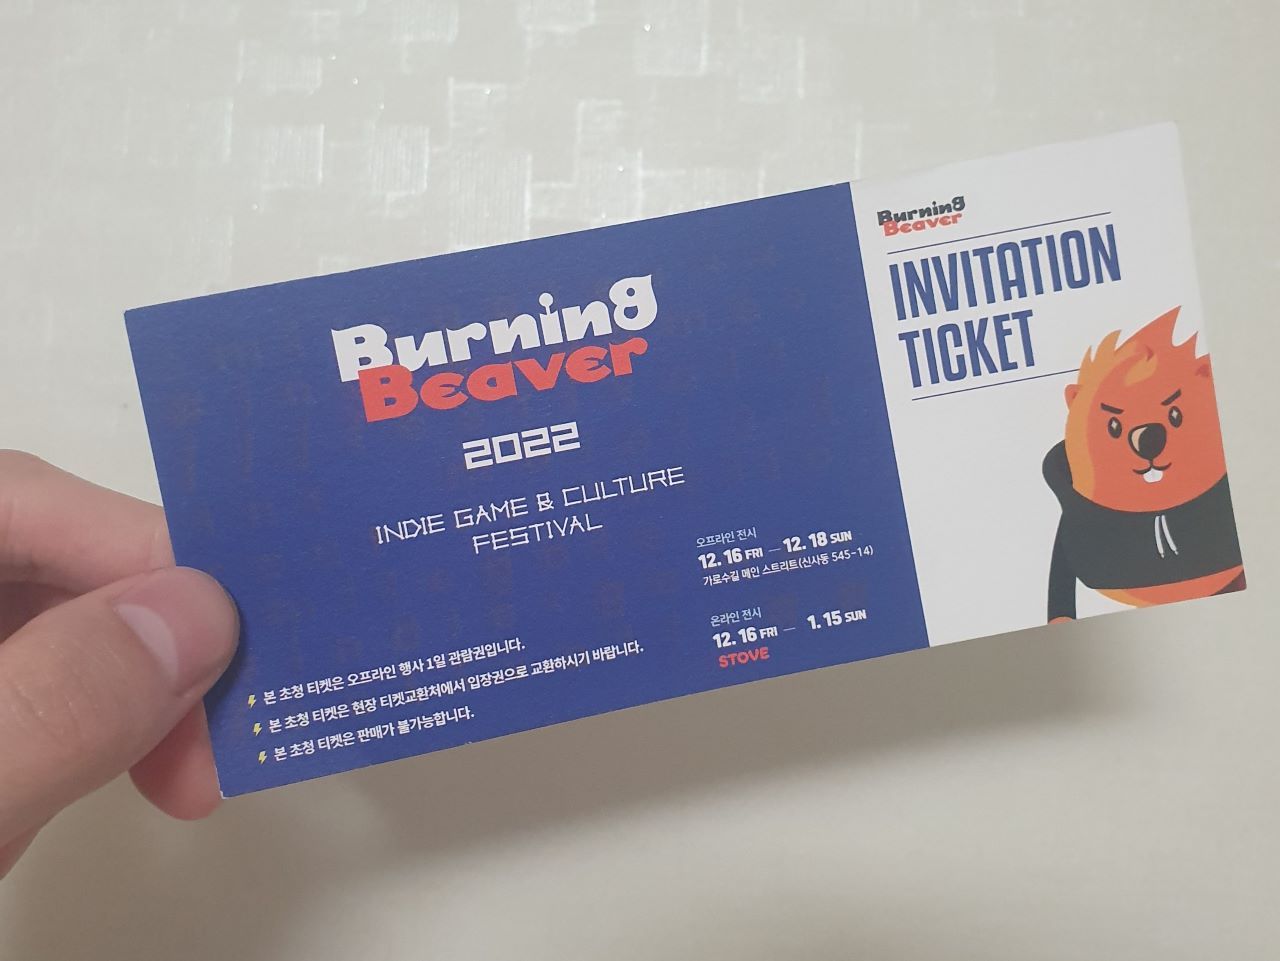 Burning
Beaver
2022
INDIE GAME & CULTURE
FESTIVAL
오프라인 전시
12. 16 FRI — 12. 18 SUN
가로수길 메인 스트리트(신사동 545-14)
온라인 전시
12. 16 FRI — 1. 15 SUN
STOVE
본 초청 티켓은 오프라인 행사 1일 관람권입니다.
본 초청 티켓은 현장 티켓교환처에서 입장권으로 교환하시기 바랍니다.
본 초청 티켓은 판매가 불가능합니다.
Burning
Beaver
INVITATION
TICKET